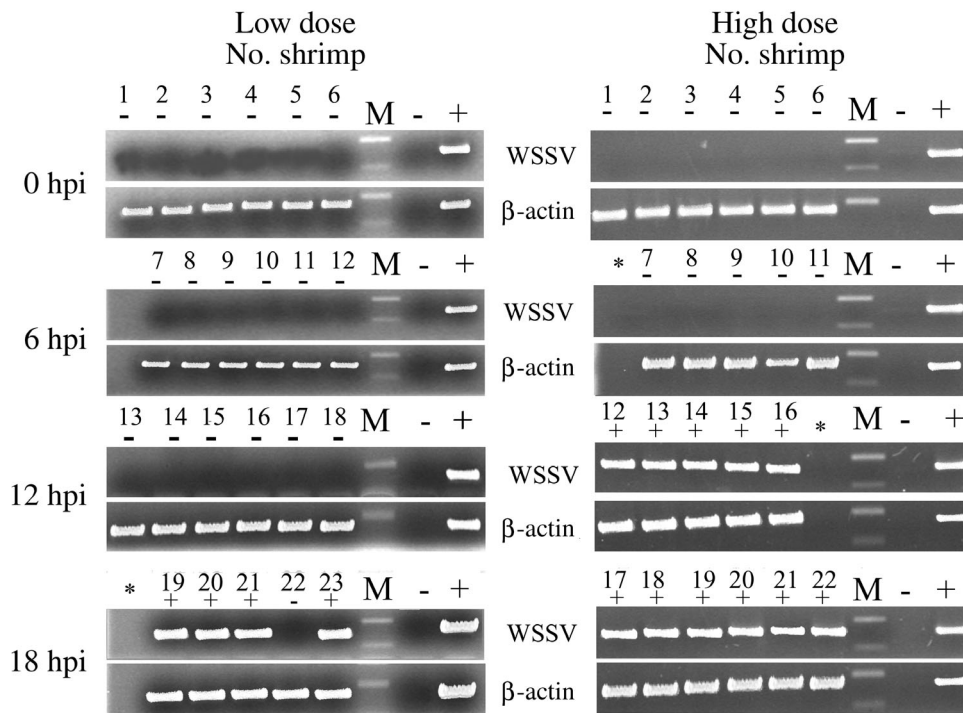 Low dose
No. shrimp
High dose
No. shrimp
1 2 3 4 5 6 M - +
- - - - - -
1 2 3 4 5 6 M - +
- - - - - -
0 hpi
WSSV
β-actin
7 8 9 10 11 12 M - +
- - - - - -
* 7 8 9 10 11 M - +
- - - - -
6 hpi
WSSV
β-actin
13 14 15 16 17 18 M - +
- - - - - -
12 13 14 15 16 * M - +
+ + + + +
12 hpi
WSSV
β-actin
* 19 20 21 22 23 M - +
+ + + - +
17 18 19 20 21 22 M - +
+ + + + + +
18 hpi
WSSV
β-actin